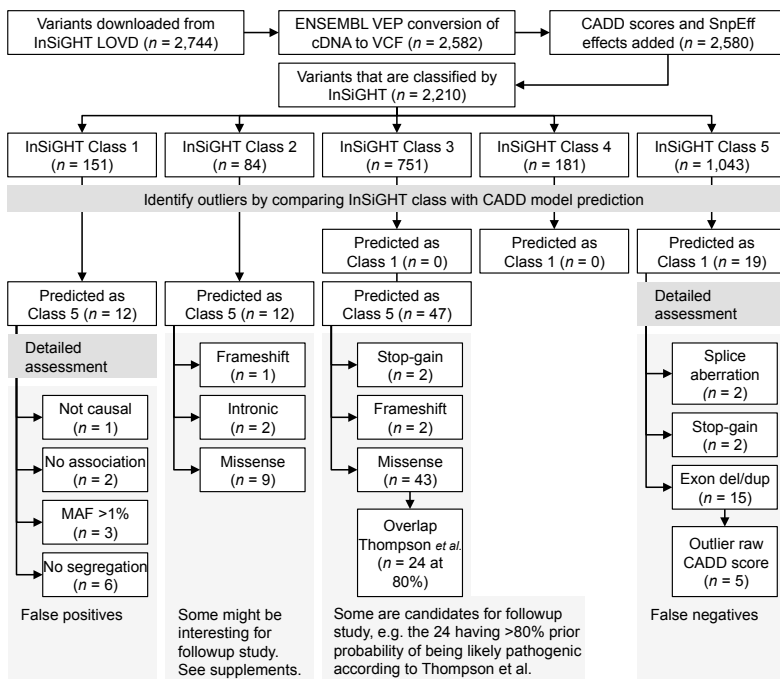 Variants downloaded from
InSiGHT LOVD (n = 2,744)
ENSEMBL VEP conversion of
cDNA to VCF (n = 2,582)
CADD scores and SnpEff
effects added (n = 2,580)
Variants that are classified by
InSiGHT (n = 2,210)
InSiGHT Class 1
(n = 151)
InSiGHT Class 2
(n = 84)
InSiGHT Class 3
(n = 751)
InSiGHT Class 4
(n = 181)
InSiGHT Class 5
(n = 1,043)
Identify outliers by comparing InSiGHT class with CADD model prediction
Predicted as
Class 1 (n = 0)
Predicted as
Class 1 (n = 0)
Predicted as
Class 1 (n = 19)
Predicted as
Class 5 (n = 12)
Predicted as
Class 5 (n = 12)
Predicted as
Class 5 (n = 47)
Detailed
assessment
Detailed
assessment
Not causal
(n = 1)
No association
(n = 2)
MAF >1%
(n = 3)
No segregation
(n = 6)
False positives
Frameshift
(n = 1)
Intronic
(n = 2)
Missense
(n = 9)
Some might be
interesting for
followup study.
See supplements.
Stop-gain
(n = 2)
Frameshift
(n = 2)
Missense
(n = 43)
Overlap
Thompson et al.
(n = 24 at
80%)
Some are candidates for followup
study, e.g. the 24 having >80% prior
probability of being likely pathogenic
according to Thompson et al.
Splice
aberration
(n = 2)
Stop-gain
(n = 2)
Exon del/dup
(n = 15)
Outlier raw
CADD score
(n = 5)
False negatives